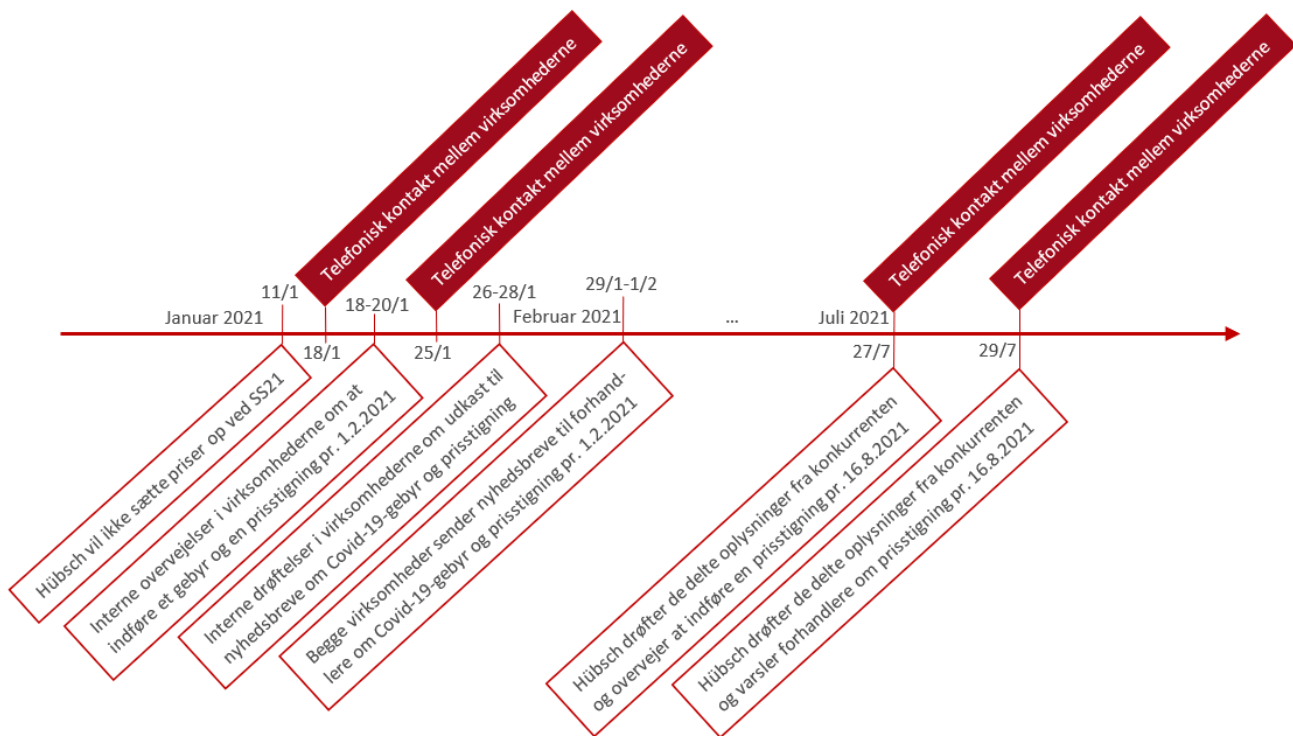 Telefonisk kontakt mellem virksomhederne
Telefonisk kontakt mellem virksomhederne
Telefonisk kontakt mellem virksomhederne
Telefonisk kontakt mellem virksomhederne
11/1
18-20/1
26-28/1
29/1-1/2
Januar 2021
Februar 2021
...
Juli 2021
18/1
25/1
27/7
29/7
Hübsch vil ikke sætte priser op ved SS21
Interne overvejelser i virksomhederne om at
indføre et gebyr og en prisstigning pr. 1.2.2021
Interne drøftelser i virksomhederne om udkast til
nyhedsbreve om Covid-19-gebyr og prisstigning
Begge virksomheder sender nyhedsbreve til forhand-
lere om Covid-19-gebyr og prisstigning pr. 1.2.2021
Hübsch drøfter de delte oplysninger fra konkurrenten
og overvejer at indføre en prisstigning pr. 16.8.2021
Hübsch drøfter de delte oplysninger fra konkurrenten
og varsler forhandlere om prisstigning pr. 16.8.2021